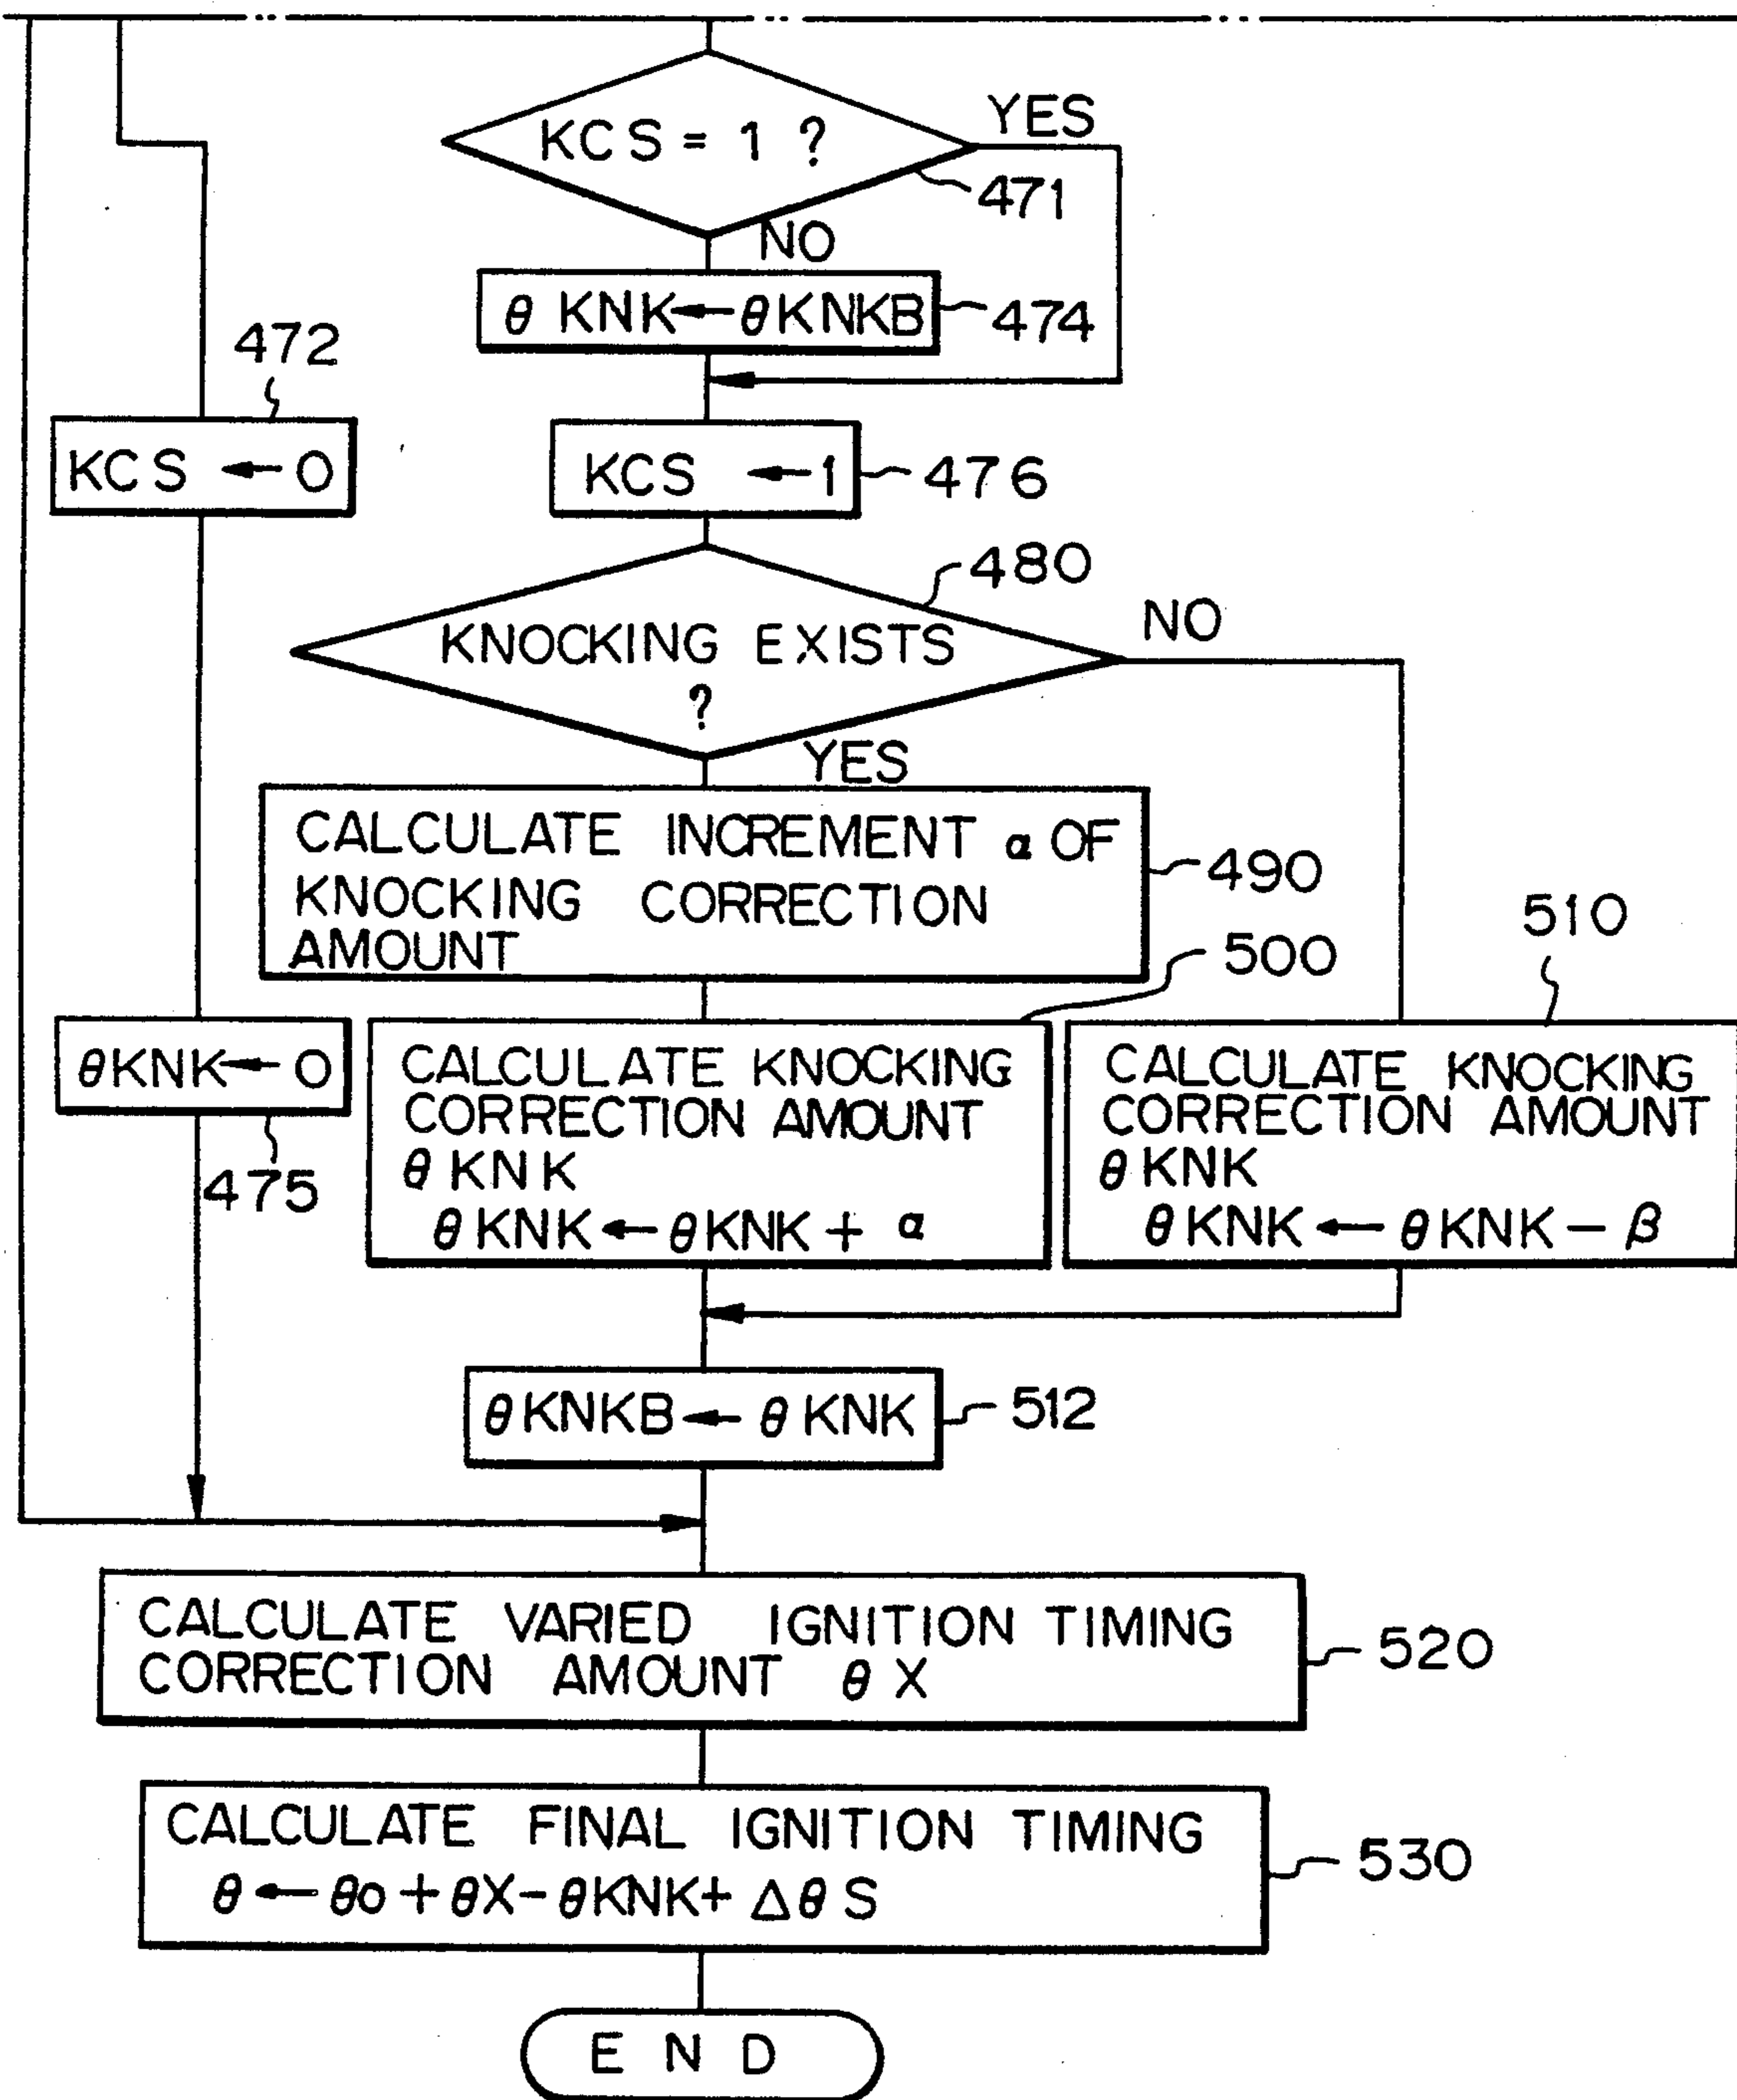 KCS = 1 ?
YES
471
NO
θ KNK ← θKNKB
474
472
KCS ← 0
KCS ← 1
476
480
KNOCKING EXISTS
?
NO
YES
CALCULATE INCREMENT α OF
KNOCKING CORRECTION
AMOUNT
490
500
510
θKNK ← 0
475
CALCULATE KNOCKING
CORRECTION AMOUNT
θ KNK
θ KNK ← θKNK + α
CALCULATE KNOCKING
CORRECTION AMOUNT
θ KNK
θ KNK ← θ KNK - β
θ KNKB ← θ KNK
512
CALCULATE VARIED IGNITION TIMING
CORRECTION AMOUNT θ X
520
CALCULATE FINAL IGNITION TIMING
θ ← θo + θX - θKNK + Δ θ S
530
END